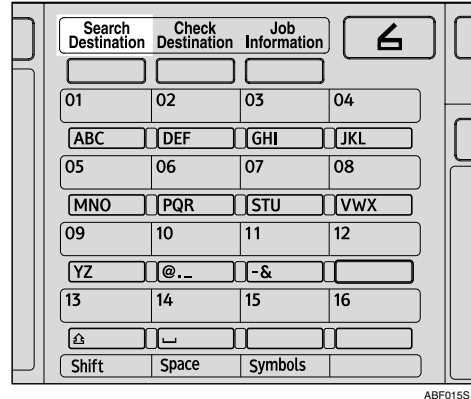 Search Destination Check Destination Job Information
01 02 03 04
ABC DEF GHI JKL
05 06 07 08
MNO PQR STU VWX
09 10 11 12
YZ @._ -&
13 14 15 16
Shift Space Symbols
ABF015S